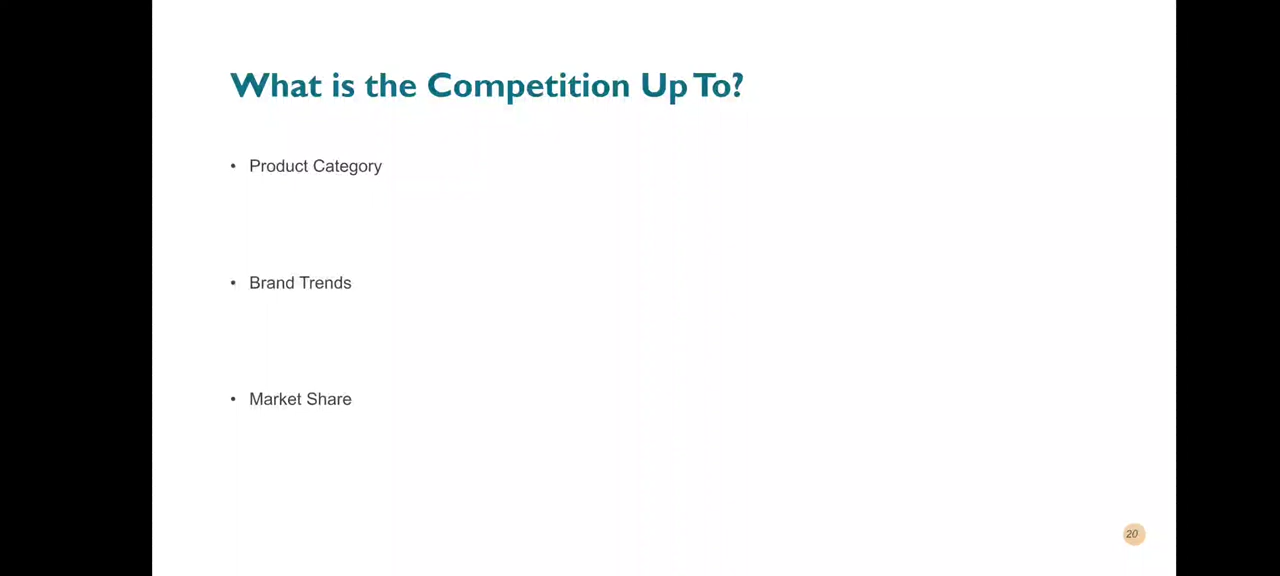 What is the Competition Up To?
• Product Category
• Brand Trends
• Market Share
20